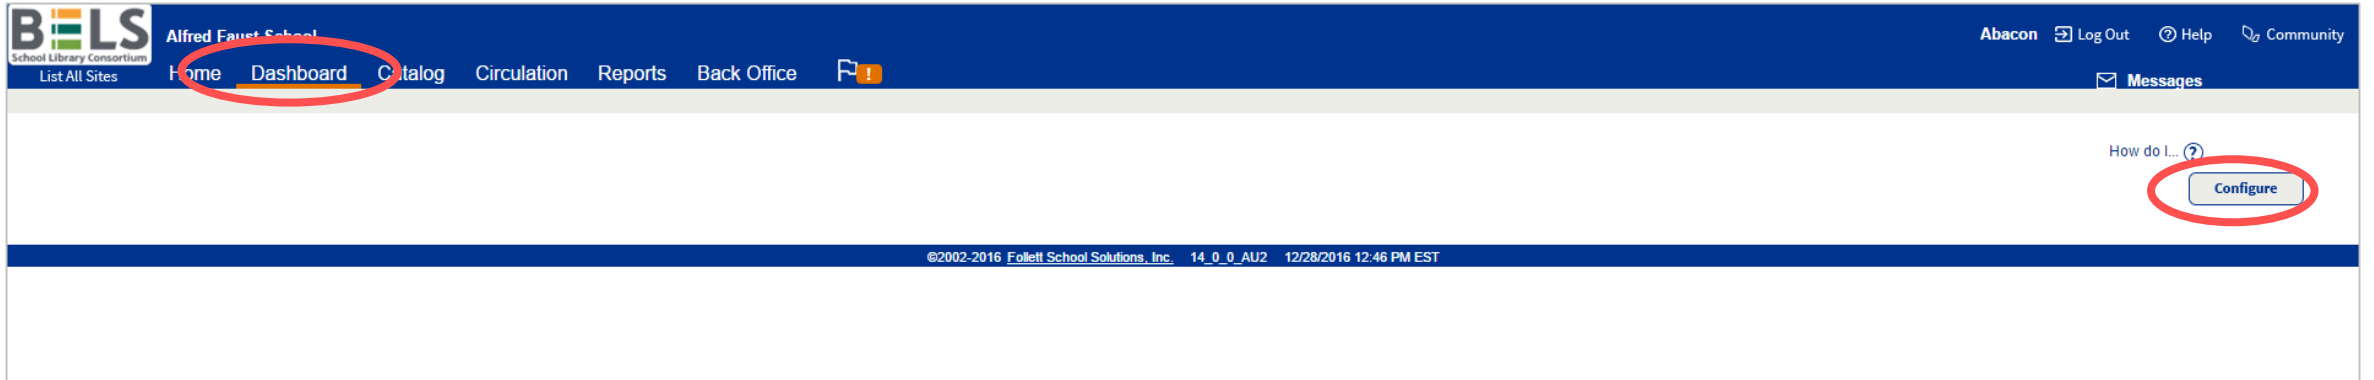 BELS
School Library Consortium
List All Sites
Alfred Faust School
Home Dashboard Catalog Circulation Reports Back Office !
Abacon Log Out ? Help Community
Messages
How do I... ?
Configure
©2002-2016 Follett School Solutions, Inc. 14_0_0_AU2 12/28/2016 12:46 PM EST